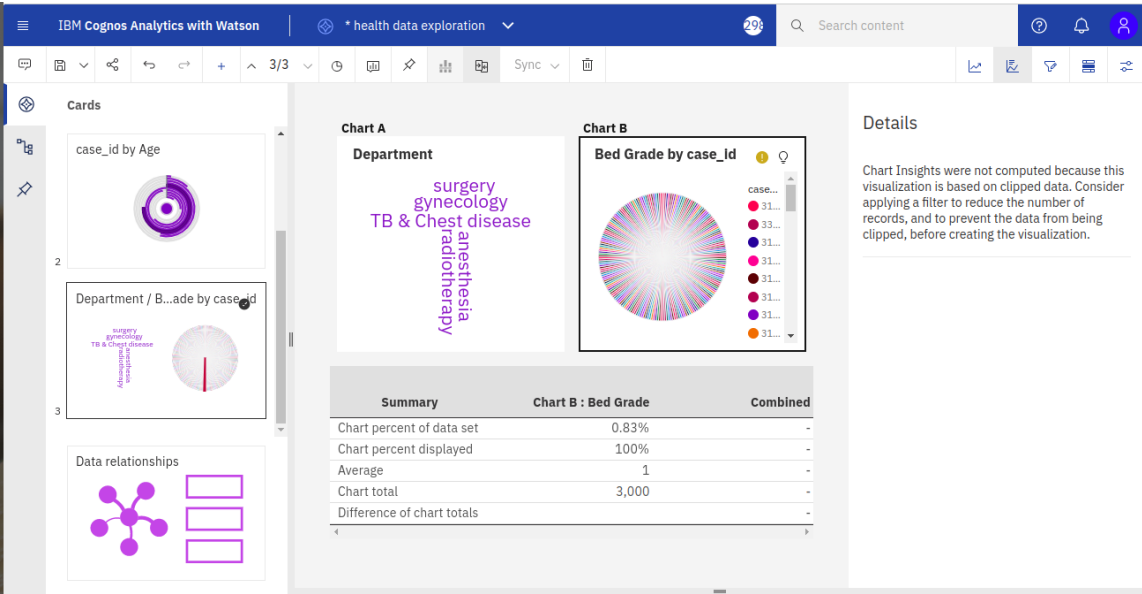 IBM Cognos Analytics with Watson
* health data exploration
298
Search content
3/3
Sync
Cards
case_id by Age
2
Department / B...ade by case_id
surgery
gynecology
TB & Chest disease
radiotherapy
anesthesia
3
Data relationships
Chart A
Department
surgery
gynecology
TB & Chest disease
radiotherapy
anesthesia
Chart B
Bed Grade by case_id
case...
31...
33...
31...
31...
31...
31...
31...
31...
Summary Chart B : Bed Grade Combined
Chart percent of data set 0.83% -
Chart percent displayed 100% -
Average 1 -
Chart total 3,000 -
Difference of chart totals -
Details
Chart Insights were not computed because this
visualization is based on clipped data. Consider
applying a filter to reduce the number of
records, and to prevent the data from being
clipped, before creating the visualization.